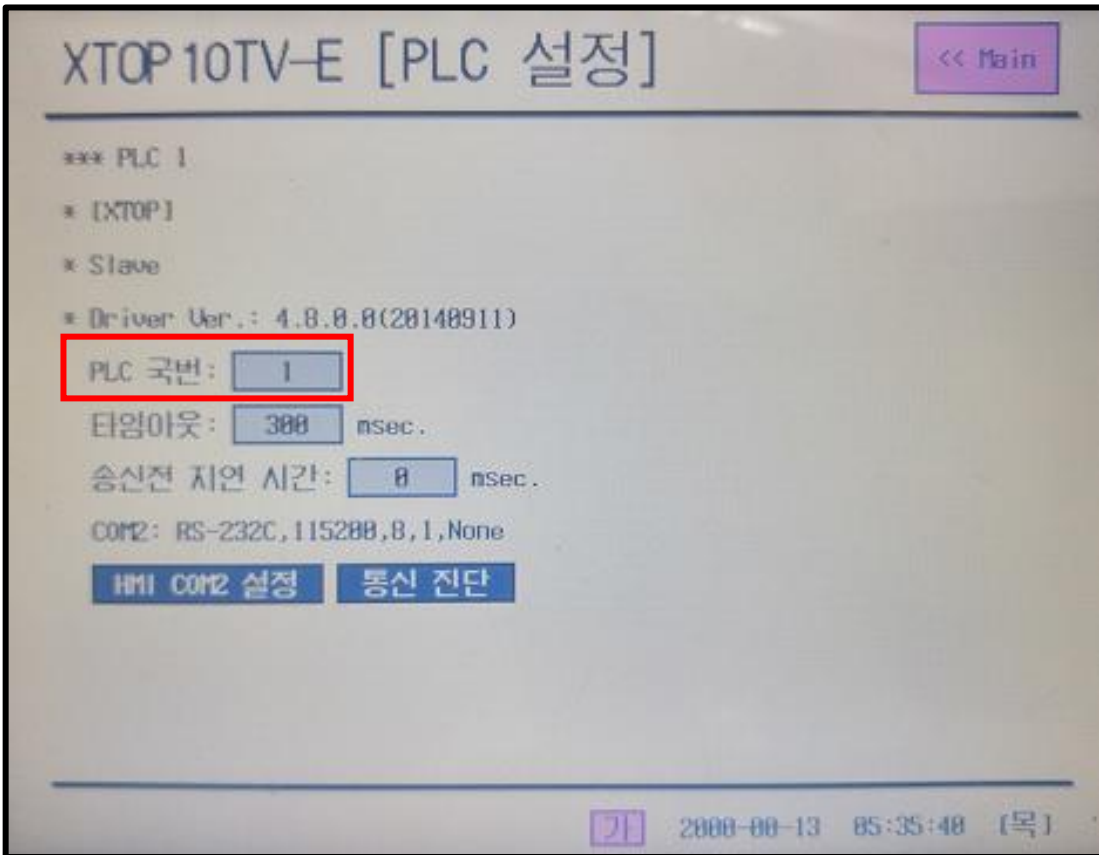 XTOP10TV-E [PLC 설정]
<< Main
*** PLC 1
* [XTOP]
* Slave
* Driver Ver.: 4.8.0.0(20140911)
PLC 국번: 1
타임아웃: 300 msec.
송신전 지연 시간: 0 msec.
COM2: RS-232C,115200,8,1,None
HMI COM2 설정 통신 진단
가 2000-00-13 05:35:40 [목]